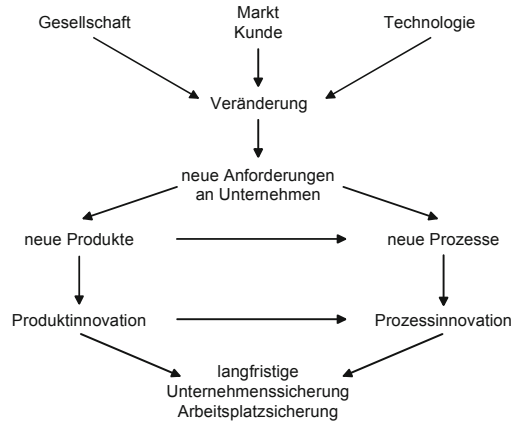 Gesellschaft
Markt
Kunde
Technologie
Veränderung
neue Anforderungen
an Unternehmen
neue Produkte
neue Prozesse
Produktinnovation
Prozessinnovation
langfristige
Unternehmenssicherung
Arbeitsplatzsicherung